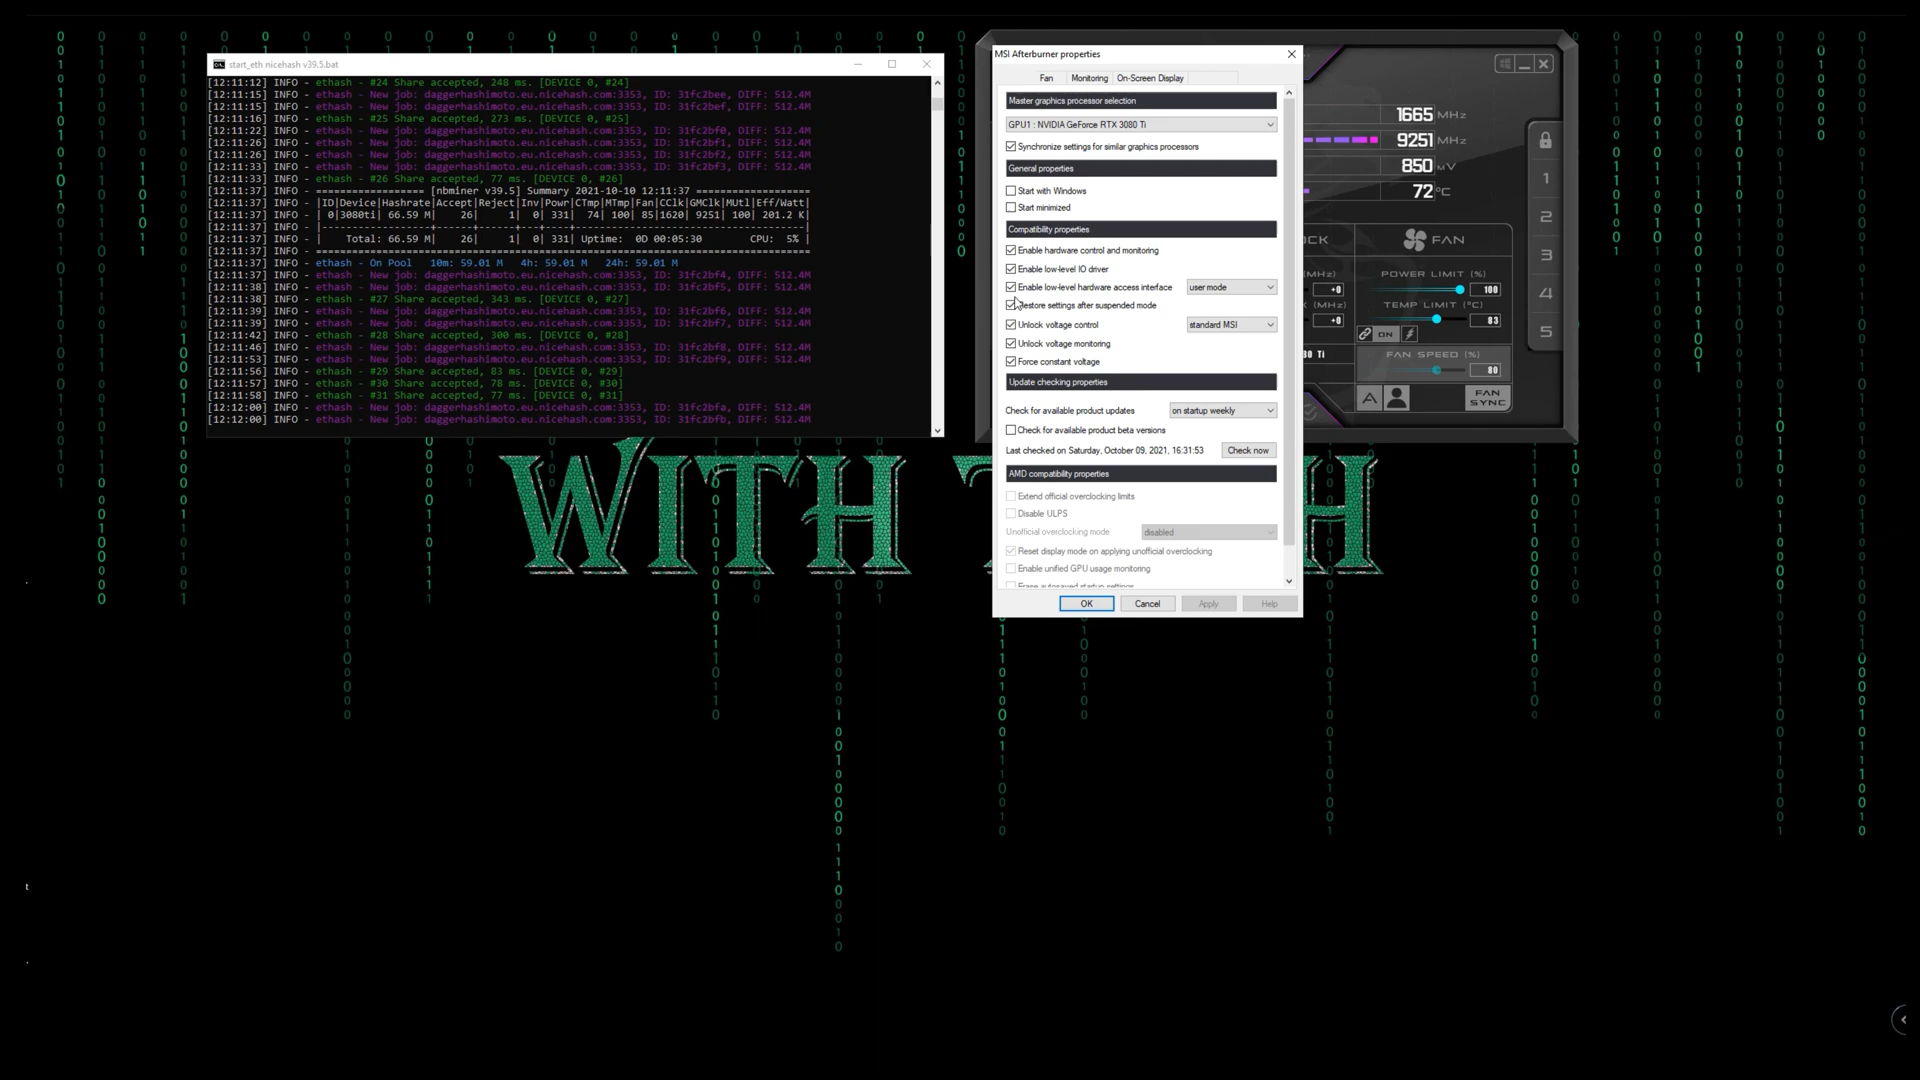 start_eth nicehash v39.5.bat
[12:11:12] INFO - ethash - #24 Share accepted, 248 ms. [DEVICE 0, #24]
[12:11:15] INFO - ethash - New job: daggerhashimoto.eu.nicehash.com:3353, ID: 31fc2bee, DIFF: 512.4M
[12:11:15] INFO - ethash - New job: daggerhashimoto.eu.nicehash.com:3353, ID: 31fc2bef, DIFF: 512.4M
[12:11:16] INFO - ethash - #25 Share accepted, 273 ms. [DEVICE 0, #25]
[12:11:22] INFO - ethash - New job: daggerhashimoto.eu.nicehash.com:3353, ID: 31fc2bf0, DIFF: 512.4M
[12:11:26] INFO - ethash - New job: daggerhashimoto.eu.nicehash.com:3353, ID: 31fc2bf1, DIFF: 512.4M
[12:11:26] INFO - ethash - New job: daggerhashimoto.eu.nicehash.com:3353, ID: 31fc2bf2, DIFF: 512.4M
[12:11:33] INFO - ethash - New job: daggerhashimoto.eu.nicehash.com:3353, ID: 31fc2bf3, DIFF: 512.4M
[12:11:33] INFO - ethash - #26 Share accepted, 77 ms. [DEVICE 0, #26]
[12:11:37] INFO - ================== [nbminer v39.5] Summary 2021-10-10 12:11:37 ===================
[12:11:37] INFO - |ID|Device|Hashrate|Accept|Reject|Inv|Powr|CTmp|MTmp|Fan|CClk|GMClk|MUtl|Eff/Watt|
[12:11:37] INFO - | 0|3080ti| 66.59 M| 26| 1| 0| 331| 74| 100| 85|1620| 9251| 100| 201.2 K|
[12:11:37] INFO - |------------------+------+------+---+----+-------------------------------------|
[12:11:37] INFO - | Total: 66.59 M| 26| 1| 0| 331| Uptime: 0D 00:05:30 CPU: 5% |
[12:11:37] INFO - ==================================================================================
[12:11:37] INFO - ethash - On Pool 10m: 59.01 M 4h: 59.01 M 24h: 59.01 M
[12:11:38] INFO - ethash - New job: daggerhashimoto.eu.nicehash.com:3353, ID: 31fc2bf4, DIFF: 512.4M
[12:11:38] INFO - ethash - New job: daggerhashimoto.eu.nicehash.com:3353, ID: 31fc2bf5, DIFF: 512.4M
[12:11:38] INFO - ethash - #27 Share accepted, 343 ms. [DEVICE 0, #27]
[12:11:39] INFO - ethash - New job: daggerhashimoto.eu.nicehash.com:3353, ID: 31fc2bf6, DIFF: 512.4M
[12:11:39] INFO - ethash - New job: daggerhashimoto.eu.nicehash.com:3353, ID: 31fc2bf7, DIFF: 512.4M
[12:11:42] INFO - ethash - #28 Share accepted, 300 ms. [DEVICE 0, #28]
[12:11:46] INFO - ethash - New job: daggerhashimoto.eu.nicehash.com:3353, ID: 31fc2bf8, DIFF: 512.4M
[12:11:53] INFO - ethash - New job: daggerhashimoto.eu.nicehash.com:3353, ID: 31fc2bf9, DIFF: 512.4M
[12:11:56] INFO - ethash - #29 Share accepted, 83 ms. [DEVICE 0, #29]
[12:11:57] INFO - ethash - #30 Share accepted, 78 ms. [DEVICE 0, #30]
[12:11:58] INFO - ethash - #31 Share accepted, 77 ms. [DEVICE 0, #31]
[12:12:00] INFO - ethash - New job: daggerhashimoto.eu.nicehash.com:3353, ID: 31fc2bfa, DIFF: 512.4M
[12:12:00] INFO - ethash - New job: daggerhashimoto.eu.nicehash.com:3353, ID: 31fc2bfb, DIFF: 512.4M
MSI Afterburner properties
Fan Monitoring On-Screen Display
Master graphics processor selection
GPU1 : NVIDIA GeForce RTX 3080 Ti
Synchronize settings for similar graphics processors
General properties
Start with Windows
Start minimized
Compatibility properties
Enable hardware control and monitoring
Enable low-level IO driver
Enable low-level hardware access interface user mode
Restore settings after suspended mode
Unlock voltage control standard MSI
Unlock voltage monitoring
Force constant voltage
Update checking properties
Check for available product updates on startup weekly
Check for available product beta versions
Last checked on Saturday, October 09, 2021, 16:31:53 Check now
AMD compatibility properties
Extend official overclocking limits
Disable ULPS
Unofficial overclocking mode disabled
Reset display mode on applying unofficial overclocking
Enable unified GPU usage monitoring
Erase autosaved startup settings
OK Cancel Apply Help
1665 MHz
9251 MHz
850 mV
72 °C
1
2
3
4
5
OCK
FAN
(MHz) +0
(MHz) +0
POWER LIMIT (%)
100
TEMP LIMIT (°C)
83
ON
80 Ti
FAN SPEED (%)
80
A
FAN
SYNC
WITH T H